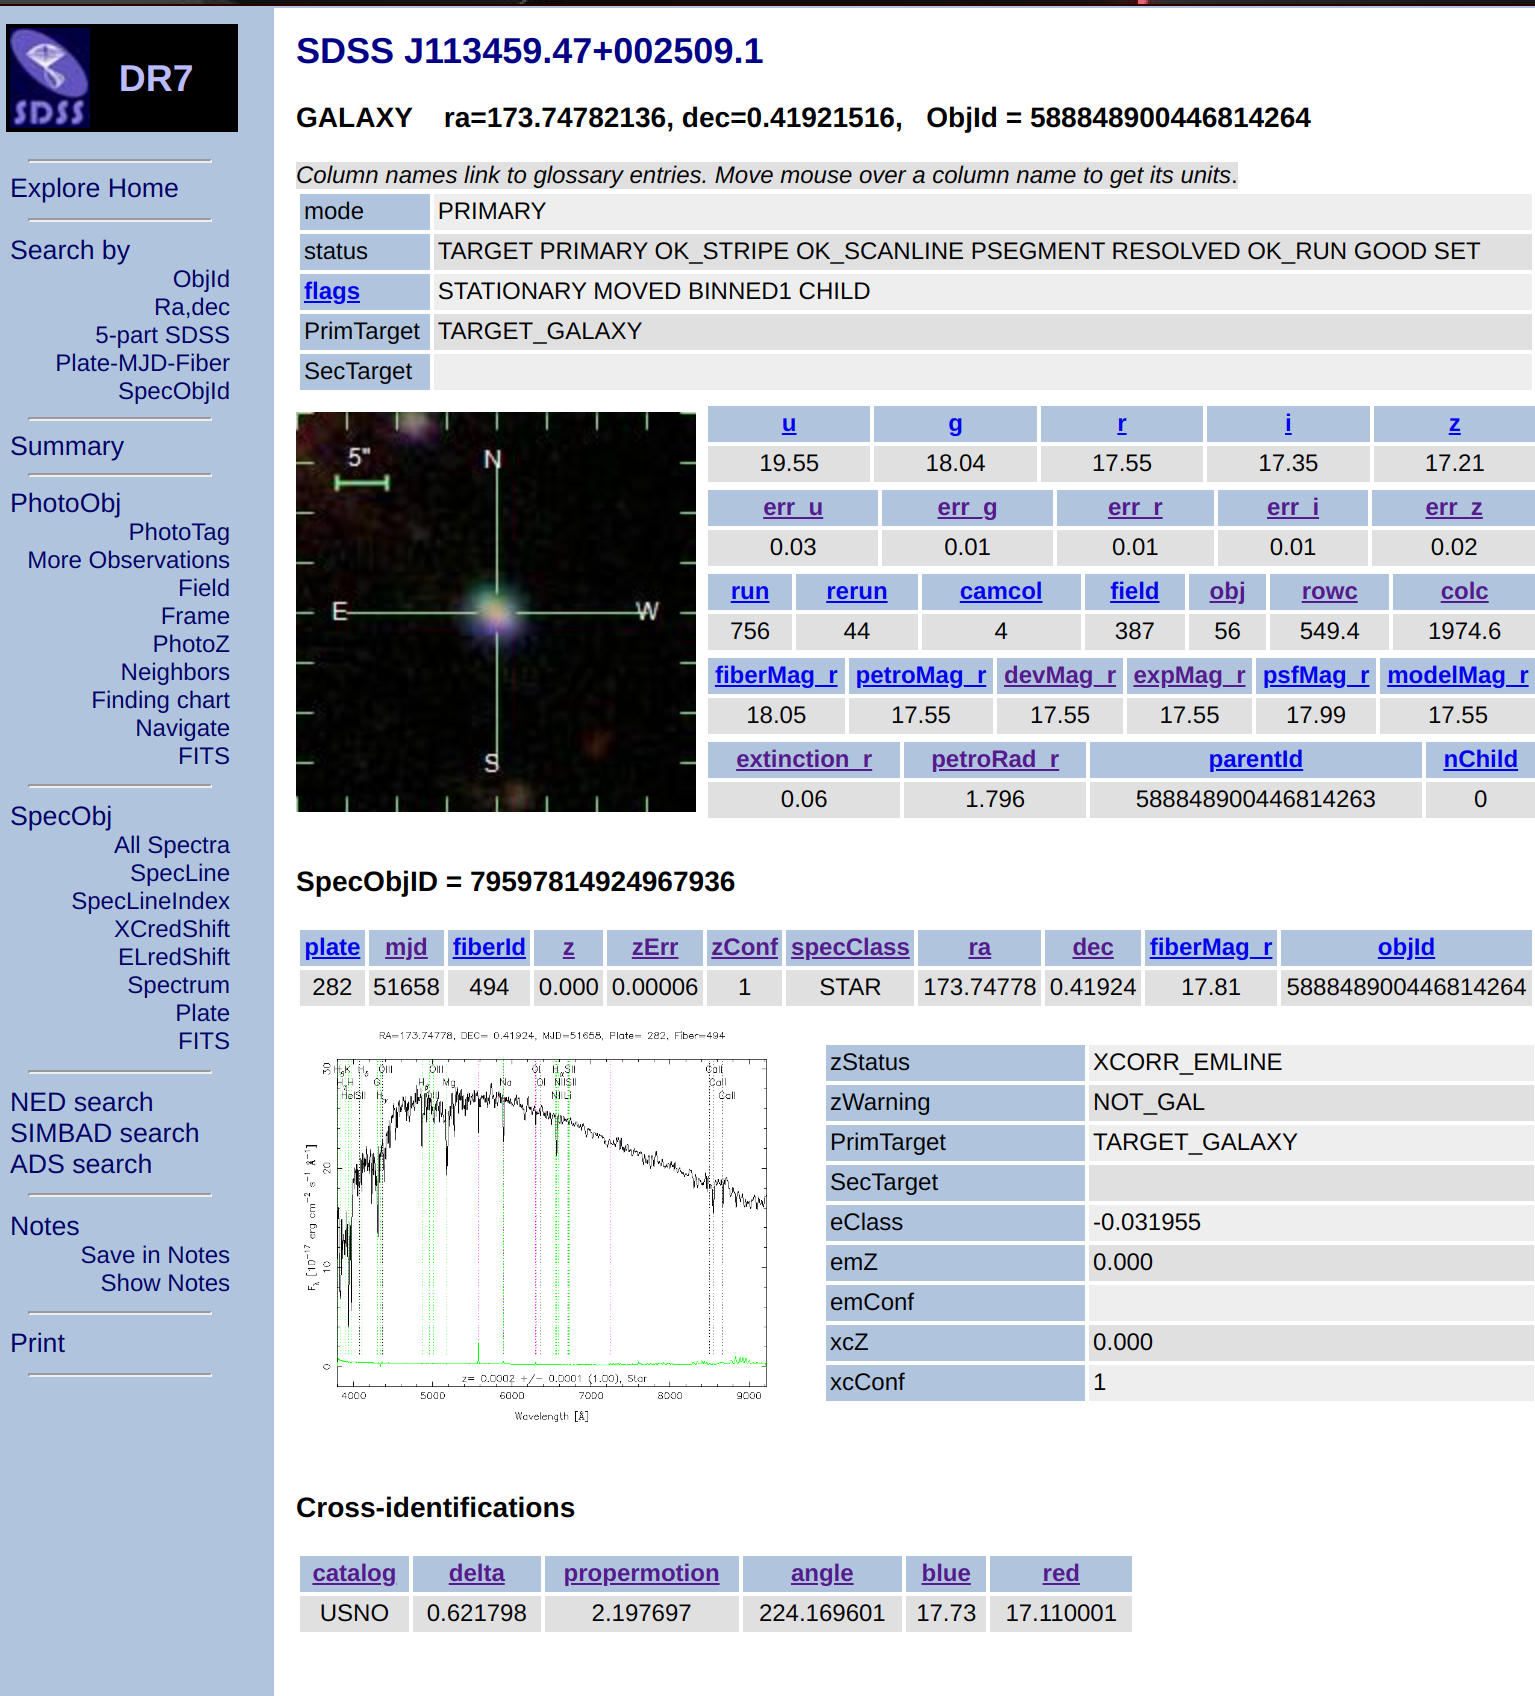 SDSS
DR7
Explore Home
Search by
ObjId
Ra,dec
5-part SDSS
Plate-MJD-Fiber
SpecObjId
Summary
PhotoObj
PhotoTag
More Observations
Field
Frame
PhotoZ
Neighbors
Finding chart
Navigate
FITS
SpecObj
All Spectra
SpecLine
SpecLineIndex
XCredShift
ELredShift
Spectrum
Plate
FITS
NED search
SIMBAD search
ADS search
Notes
Save in Notes
Show Notes
Print
SDSS J113459.47+002509.1
GALAXY ra=173.74782136, dec=0.41921516, ObjId = 588848900446814264
Column names link to glossary entries. Move mouse over a column name to get its units.
mode PRIMARY
status TARGET PRIMARY OK_STRIPE OK_SCANLINE PSEGMENT RESOLVED OK_RUN GOOD SET
flags STATIONARY MOVED BINNED1 CHILD
PrimTarget TARGET_GALAXY
SecTarget
5"
N
E W
S
u g r i z
19.55 18.04 17.55 17.35 17.21
err_u err_g err_r err_i err_z
0.03 0.01 0.01 0.01 0.02
run rerun camcol field obj rowc colc
756 44 4 387 56 549.4 1974.6
fiberMag_r petroMag_r devMag_r expMag_r psfMag_r modelMag_r
18.05 17.55 17.55 17.55 17.99 17.55
extinction_r petroRad_r parentId nChild
0.06 1.796 588848900446814263 0
SpecObjID = 79597814924967936
plate mjd fiberId z zErr zConf specClass ra dec fiberMag_r objId
282 51658 494 0.000 0.00006 1 STAR 173.74778 0.41924 17.81 588848900446814264
RA=173.74778, DEC= 0.41924, MJD=51658, Plate= 282, Fiber=494
OIII OIII OI SII CaII
G Mg Na OI NIISII CaII
CaII
30
20
10
0
F_λ [10⁻¹⁷ erg cm⁻² s⁻¹ Å⁻¹]
z= 0.0002 +/- 0.0001 (1.00), Star
4000 5000 6000 7000 8000 9000
Wavelength [Å]
zStatus XCORR_EMLINE
zWarning NOT_GAL
PrimTarget TARGET_GALAXY
SecTarget
eClass -0.031955
emZ 0.000
emConf
xcZ 0.000
xcConf 1
Cross-identifications
catalog delta propermotion angle blue red
USNO 0.621798 2.197697 224.169601 17.73 17.110001